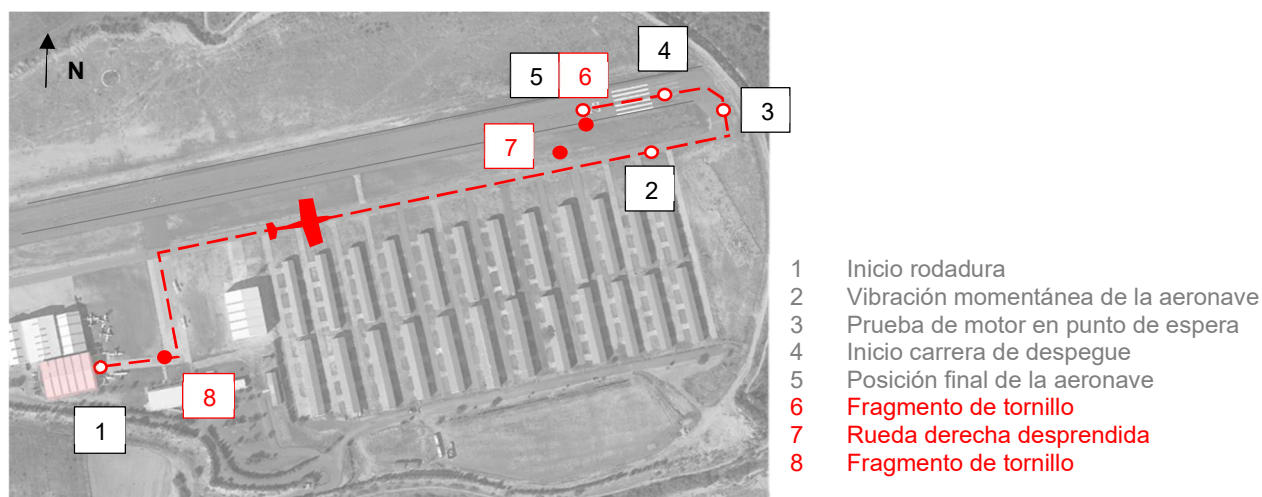 N
4
5
6
3
7
2
8
1
1 Inicio rodadura
2 Vibración momentánea de la aeronave
3 Prueba de motor en punto de espera
4 Inicio carrera de despegue
5 Posición final de la aeronave
6 Fragmento de tornillo
7 Rueda derecha desprendida
8 Fragmento de tornillo